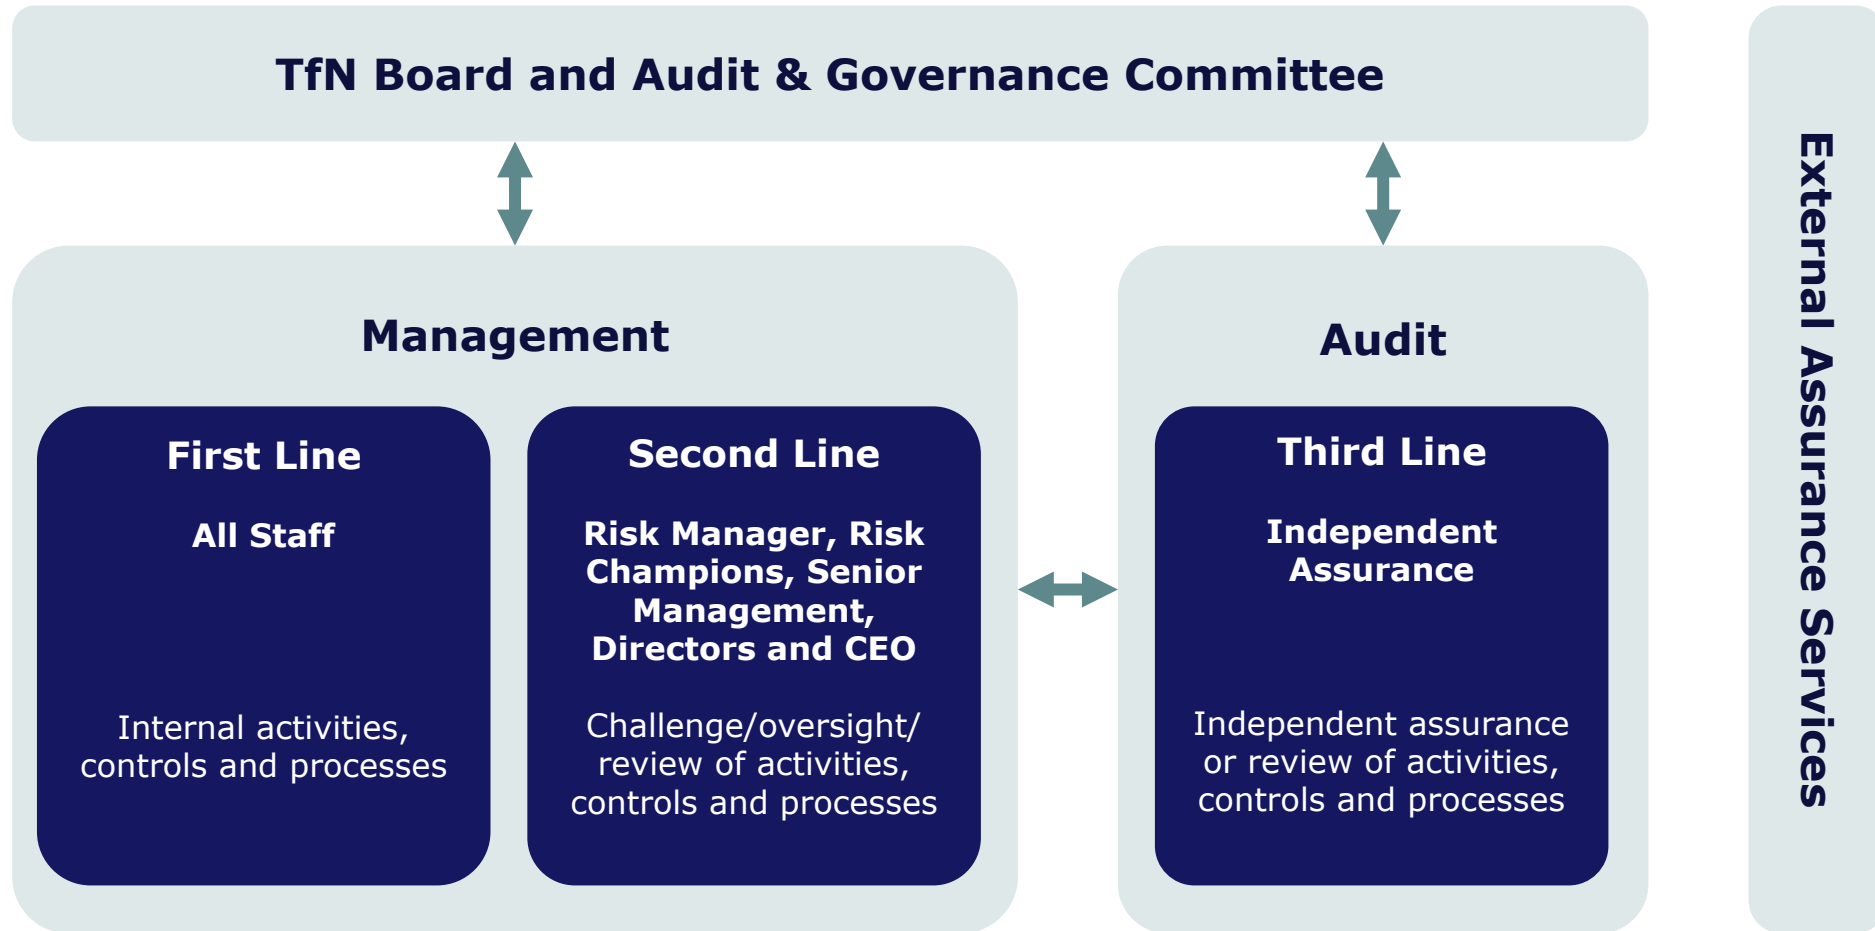 TfN Board and Audit & Governance Committee
Management
First Line
All Staff
Internal activities,
controls and processes
Second Line
Risk Manager, Risk
Champions, Senior
Management,
Directors and CEO
Challenge/oversight/
review of activities,
controls and processes
Audit
Third Line
Independent
Assurance
Independent assurance
or review of activities,
controls and processes
External Assurance Services